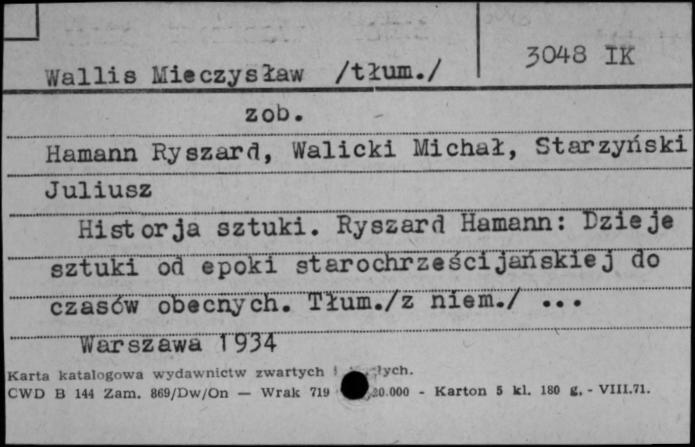 3048 IK
Wallis Mieczysław /tłum./
zob.
Hamann Ryszard, Walicki Michał, Starzyński
Juliusz
Historja sztuki. Ryszard Hamann: Dzieje
sztuki od epoki starochrześcijańskiej do
czasów obecnych. Tłum./z niem./ ...
Warszawa 1934
Karta katalogowa wydawnictw zwartych
CWD B 144 Zam. 869/Dw/On — Wrak 719 20.000 - Karton 5 kl. 180 g. - VIII.71.